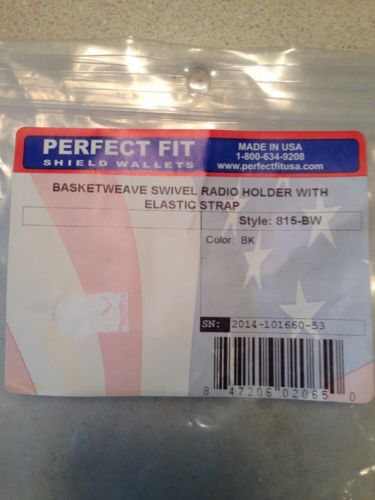 PERFECT FIT
SHIELD WALLETS
MADE IN USA
1-800-634-9208
www.perfectfitusa.com
BASKETWEAVE SWIVEL RADIO HOLDER WITH
ELASTIC STRAP
Style: 815-BW
Color: BK
SN: 2014-101660-53
8 47206 02065 0